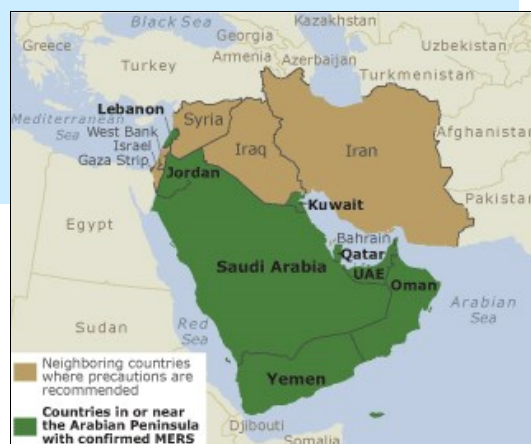 Black Sea
Kazakhstan
Greece
Georgia
Uzbekistan
Armenia
Azerbaijan
Turkey
Turkmenistan
Lebanon
Mediterranean
Sea
Syria
West Bank
Israel
Gaza Strip
Iraq
Iran
Afghanistan
Jordan
Pakistan
Kuwait
Egypt
Bahrain
Qatar
Saudi Arabia
UAE
Oman
Arabian
Sea
Sudan
Red
Sea
Yemen
Djibouti
Somalia
Neighboring countries
where precautions are
recommended
Countries in or near
the Arabian Peninsula
with confirmed MERS